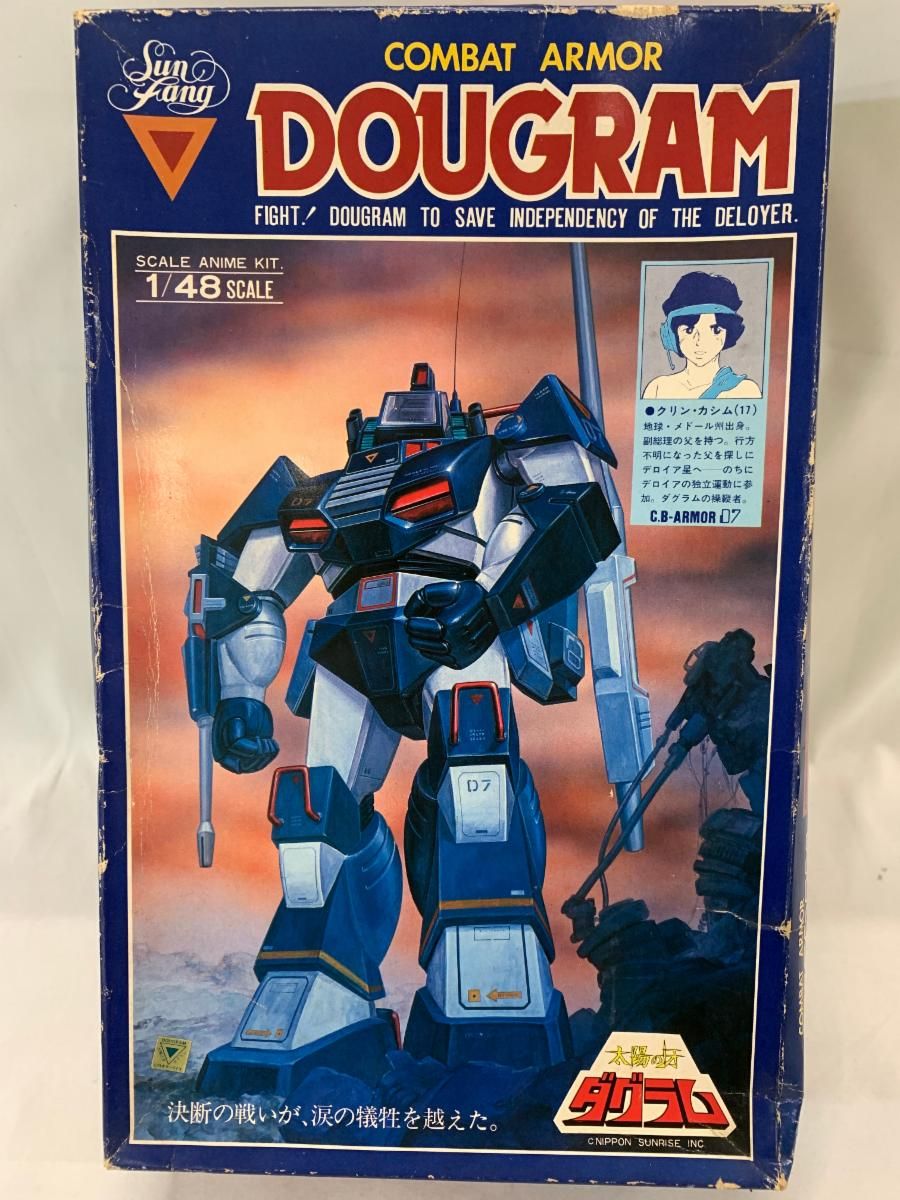 Sun
Fang
COMBAT ARMOR
DOUGRAM
FIGHT! DOUGRAM TO SAVE INDEPENDENCY OF THE DELOYER.
SCALE ANIME KIT.
1/48 SCALE
●クリン・カシム(17)
地球・メドール州出身。
副総理の父を持つ。行方
不明になった父を探しに
デロイア星へ──のちに
デロイアの独立運動に参
加。ダグラムの操縦者。
C.B-ARMOR D7
D7
D7
DOUGRAM
太陽の牙
ダグラム
©NIPPON SUNRISE INC.
決断の戦いが、涙の犠牲を越えた。
COMBAT ARMOR